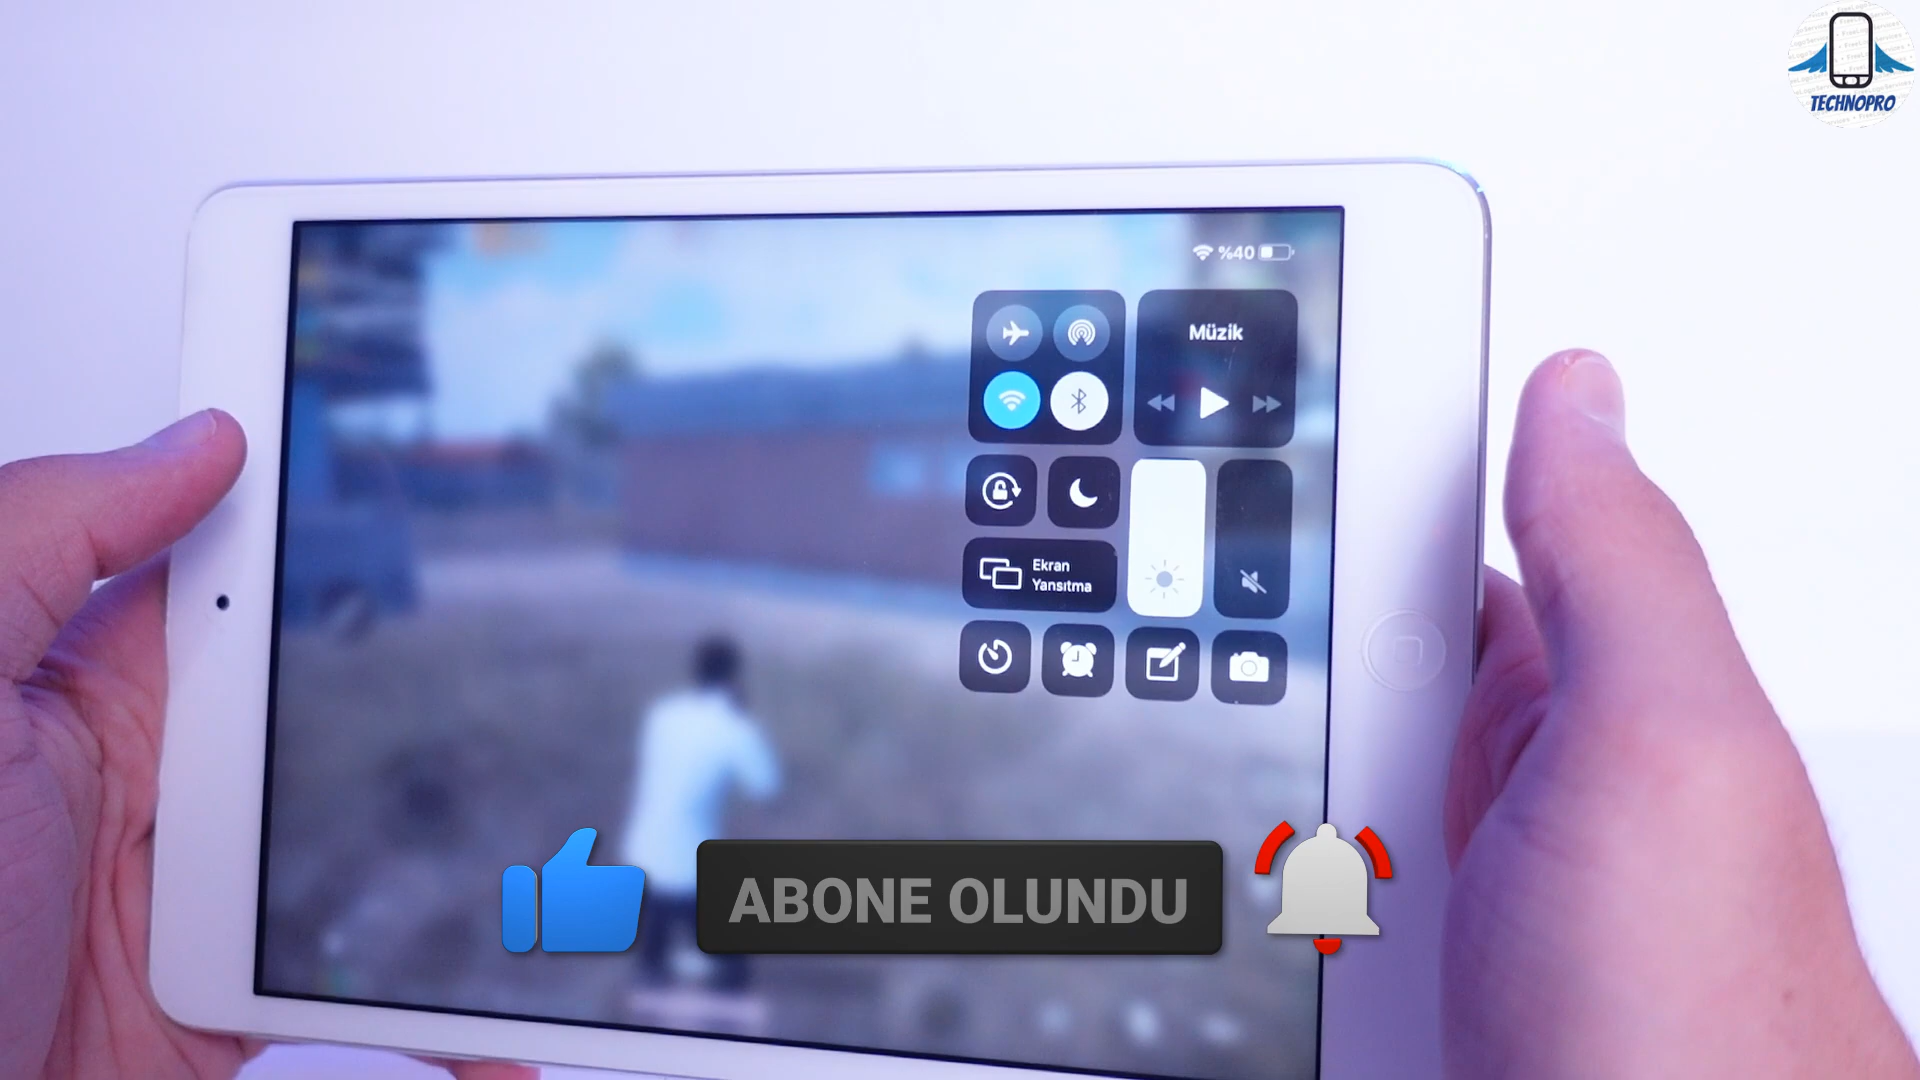 TECHNOPRO
%40
Müzik
Ekran
Yansıtma
ABONE OLUNDU